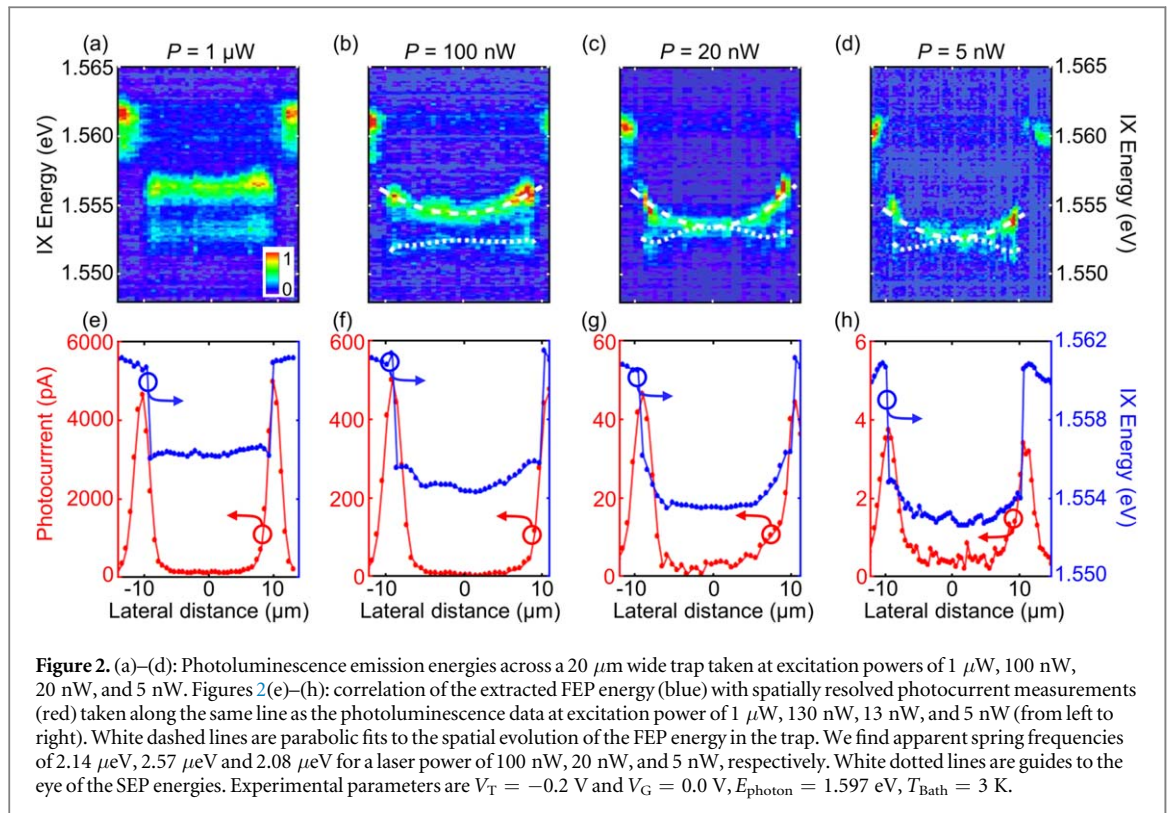 (a) P = 1 µW (b) P = 100 nW (c) P = 20 nW (d) P = 5 nW
1.565 1.565
1.560 1.560
1.555 1.555
1.550 1.550
IX Energy (eV) IX Energy (eV)
1
0
(e) (f) (g) (h)
6000 600 60 6 1.562
4000 400 40 4 1.558
2000 200 20 2 1.554
0 0 0 0 1.550
Photocurrrent (pA) IX Energy (eV)
-10 0 10 -10 0 10 -10 0 10 -10 0 10
Lateral distance (µm) Lateral distance (µm) Lateral distance (µm) Lateral distance (µm)
Figure 2. (a)–(d): Photoluminescence emission energies across a 20 μm wide trap taken at excitation powers of 1 μW, 100 nW,
20 nW, and 5 nW. Figures 2(e)–(h): correlation of the extracted FEP energy (blue) with spatially resolved photocurrent measurements
(red) taken along the same line as the photoluminescence data at excitation power of 1 μW, 130 nW, 13 nW, and 5 nW (from left to
right). White dashed lines are parabolic fits to the spatial evolution of the FEP energy in the trap. We find apparent spring frequencies
of 2.14 μeV, 2.57 μeV and 2.08 μeV for a laser power of 100 nW, 20 nW, and 5 nW, respectively. White dotted lines are guides to the
eye of the SEP energies. Experimental parameters are V_T = −0.2 V and V_G = 0.0 V, E_photon = 1.597 eV, T_Bath = 3 K.